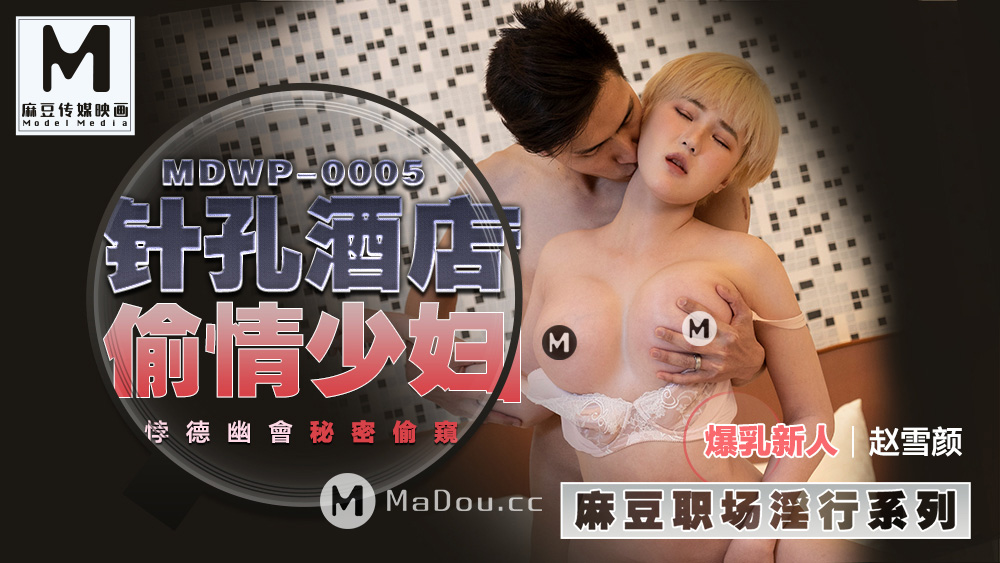 M
麻豆传媒映画
Model Media
MDWP-0005
针孔酒店
偷情少妇
悖德幽會秘密偷窺
M
M
爆乳新人｜赵雪颜
M MaDou.cc
麻豆职场淫行系列